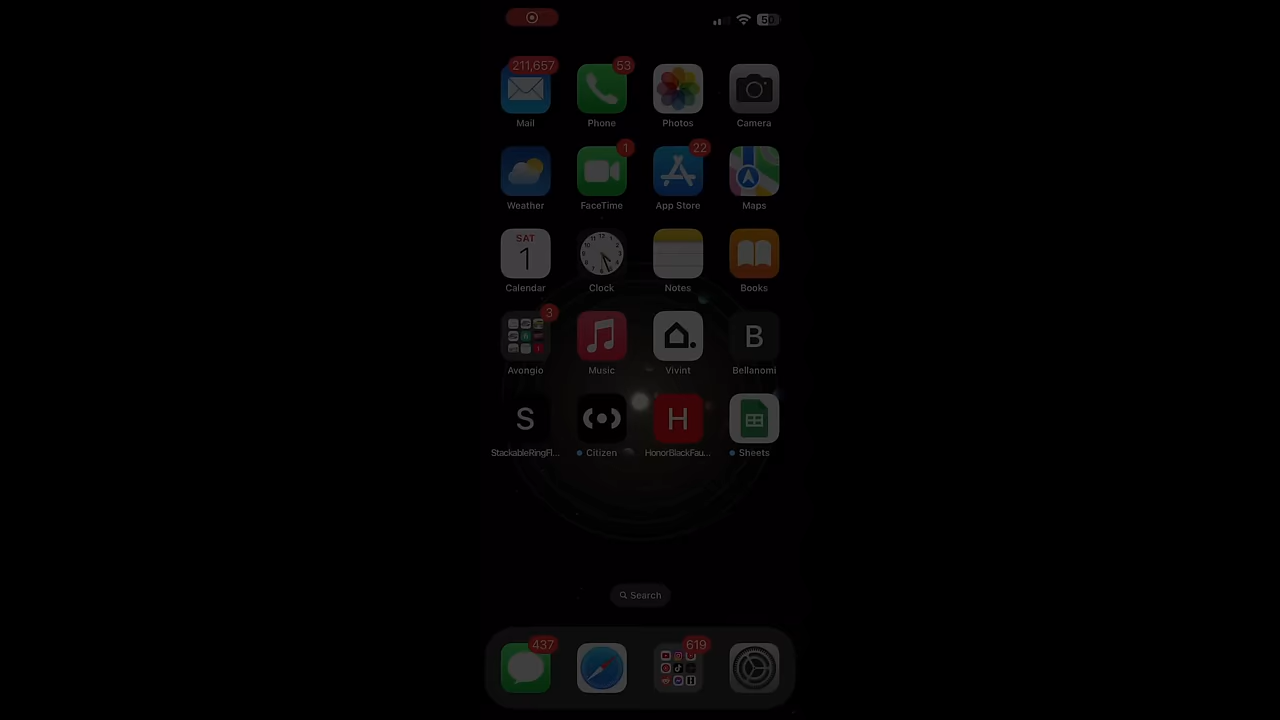 50
211,657
53
Mail
Phone
Photos
Camera
1
22
Weather
FaceTime
App Store
Maps
SAT
1
Calendar
Clock
Notes
Books
3
B
Avongio
Music
Vivint
Bellanomi
S
H
StackableRingFl...
Citizen
HonorBlackFau...
Sheets
Search
437
619